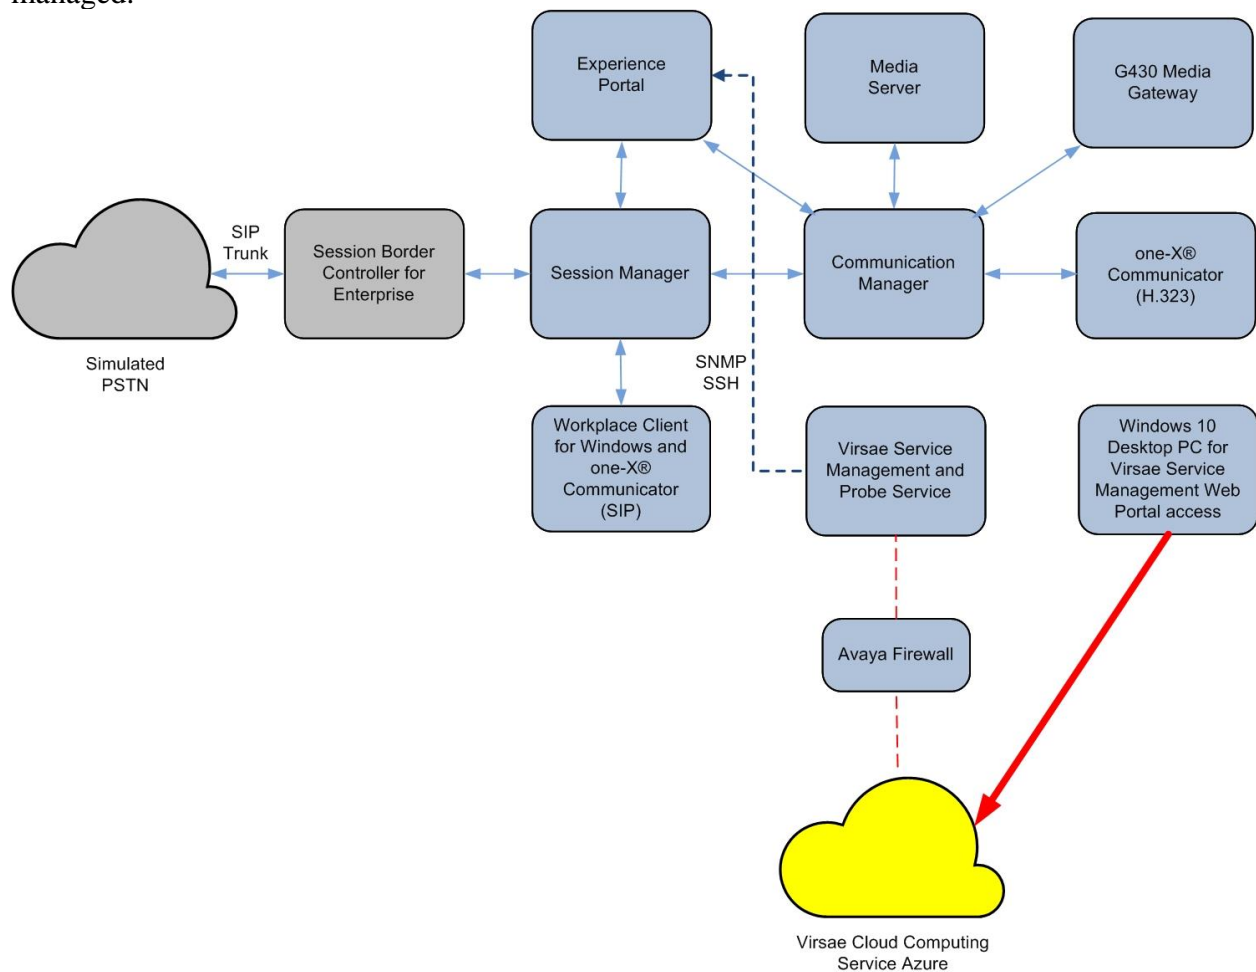 managed.
Experience
Portal
Media
Server
G430 Media
Gateway
SIP
Trunk
Session Border
Controller for
Enterprise
Session Manager
Communication
Manager
one-X®
Communicator
(H.323)
Simulated
PSTN
SNMP
SSH
Workplace Client
for Windows and
one-X®
Communicator
(SIP)
Virsae Service
Management and
Probe Service
Windows 10
Desktop PC for
Virsae Service
Management Web
Portal access
Avaya Firewall
Virsae Cloud Computing
Service Azure